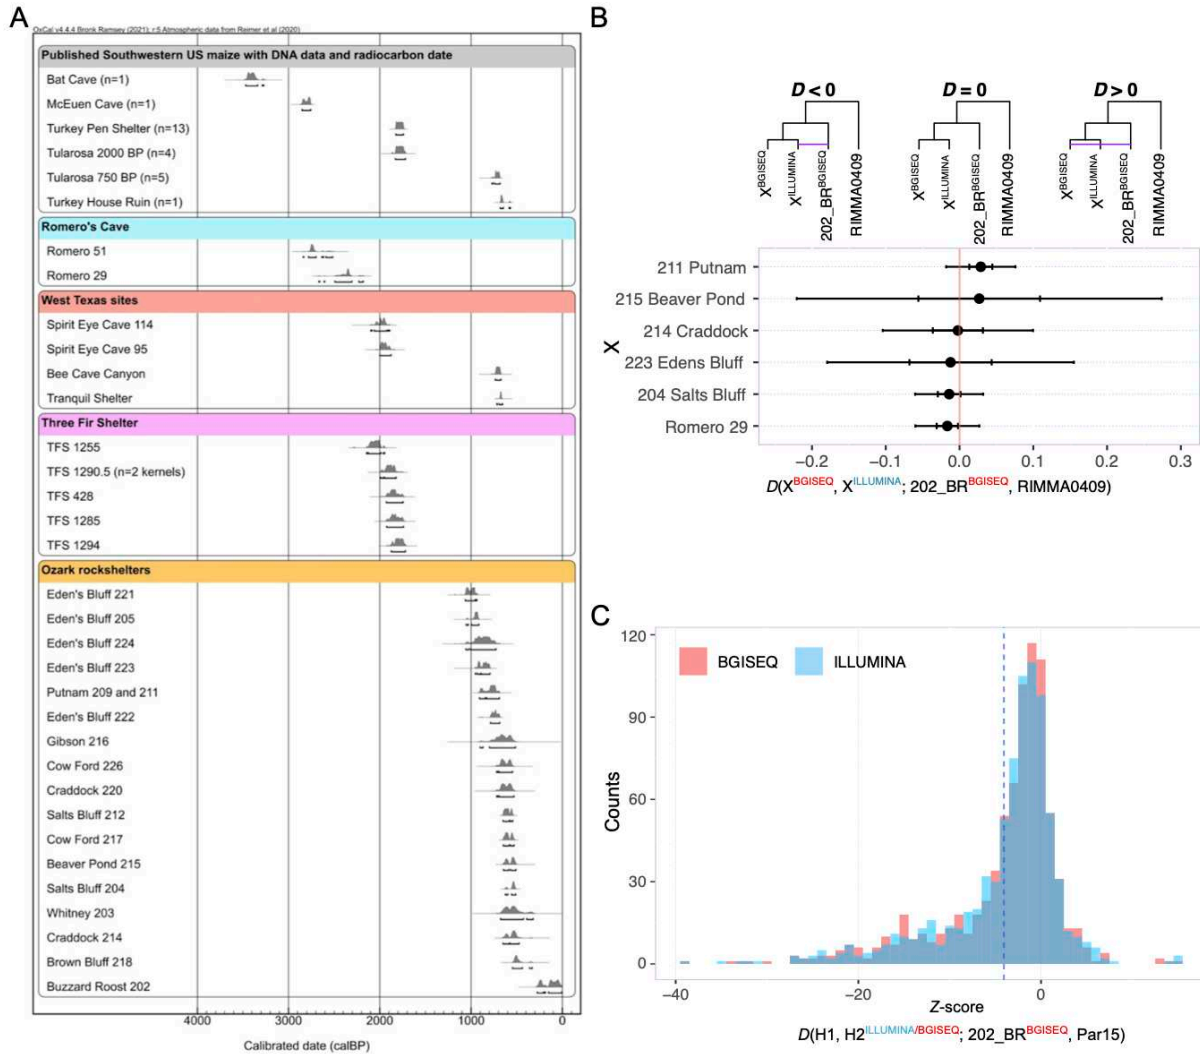 A
OxCal v4.4.4 Bronk Ramsey (2021); r:5 Atmospheric data from Reimer et al (2020)
Published Southwestern US maize with DNA data and radiocarbon date
Bat Cave (n=1)
McEuen Cave (n=1)
Turkey Pen Shelter (n=13)
Tularosa 2000 BP (n=4)
Tularosa 750 BP (n=5)
Turkey House Ruin (n=1)
Romero's Cave
Romero 51
Romero 29
West Texas sites
Spirit Eye Cave 114
Spirit Eye Cave 95
Bee Cave Canyon
Tranquil Shelter
Three Fir Shelter
TFS 1255
TFS 1290.5 (n=2 kernels)
TFS 428
TFS 1285
TFS 1294
Ozark rockshelters
Eden's Bluff 221
Eden's Bluff 205
Eden's Bluff 224
Eden's Bluff 223
Putnam 209 and 211
Eden's Bluff 222
Gibson 216
Cow Ford 226
Craddock 220
Salts Bluff 212
Cow Ford 217
Beaver Pond 215
Salts Bluff 204
Whitney 203
Craddock 214
Brown Bluff 218
Buzzard Roost 202
4000 3000 2000 1000 0
Calibrated date (calBP)
B
D < 0 D = 0 D > 0
X^BGISEQ X^ILLUMINA 202_BR^BGISEQ RIMMA0409
X^BGISEQ X^ILLUMINA 202_BR^BGISEQ RIMMA0409
X^BGISEQ X^ILLUMINA 202_BR^BGISEQ RIMMA0409
X
211 Putnam
215 Beaver Pond
214 Craddock
223 Edens Bluff
204 Salts Bluff
Romero 29
−0.2 −0.1 0.0 0.1 0.2 0.3
D(X^BGISEQ, X^ILLUMINA; 202_BR^BGISEQ, RIMMA0409)
C
BGISEQ ILLUMINA
Counts
120
90
60
30
0
−40 −20 0
Z-score
D(H1, H2^ILLUMINA/BGISEQ; 202_BR^BGISEQ, Par15)